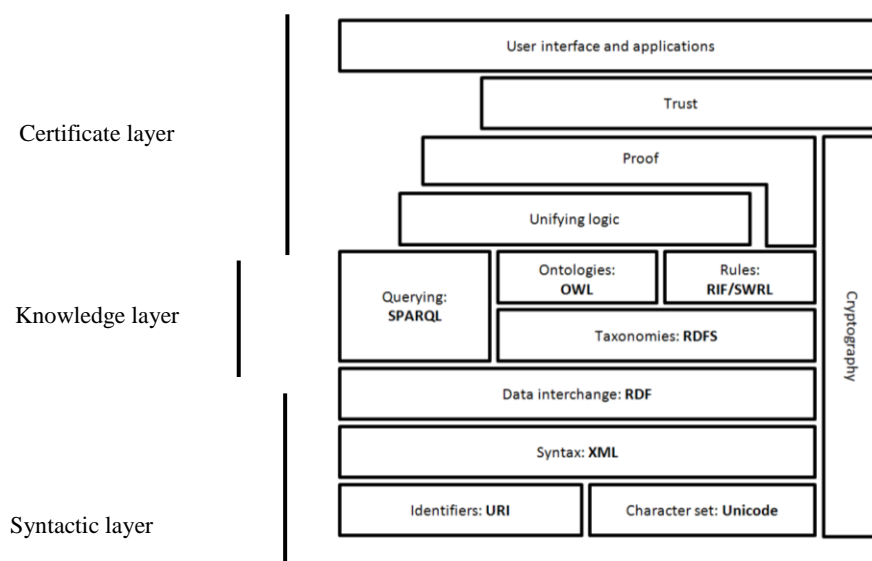 User interface and applications
Trust
Certificate layer
Proof
Unifying logic
Querying:
SPARQL
Ontologies:
OWL
Rules:
RIF/SWRL
Knowledge layer
Taxonomies: RDFS
Cryptography
Data interchange: RDF
Syntax: XML
Identifiers: URI
Character set: Unicode
Syntactic layer